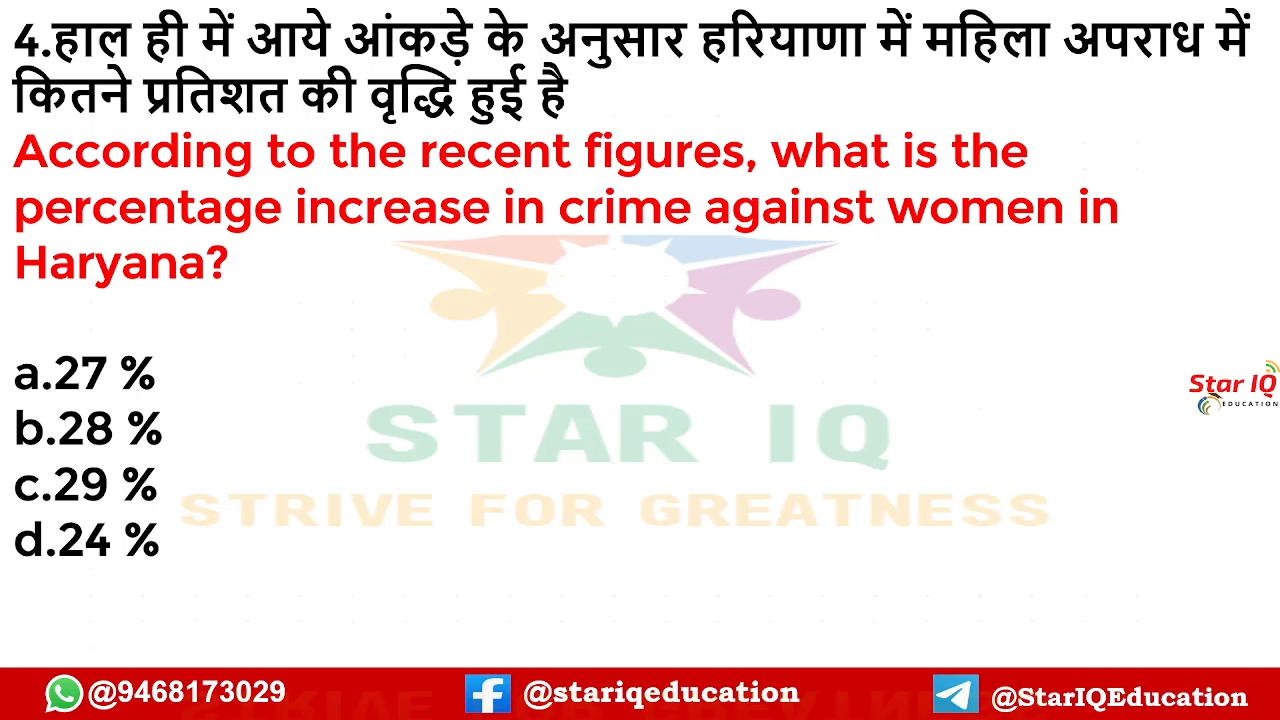 4.हाल ही में आये आंकड़े के अनुसार हरियाणा में महिला अपराध में
कितने प्रतिशत की वृद्धि हुई है
According to the recent figures, what is the
percentage increase in crime against women in
Haryana?
a.27 %
b.28 %
c.29 %
d.24 %
STAR IQ
STRIVE FOR GREATNESS
Star IQ
EDUCATION
@9468173029 @stariqeducation @StarIQEducation